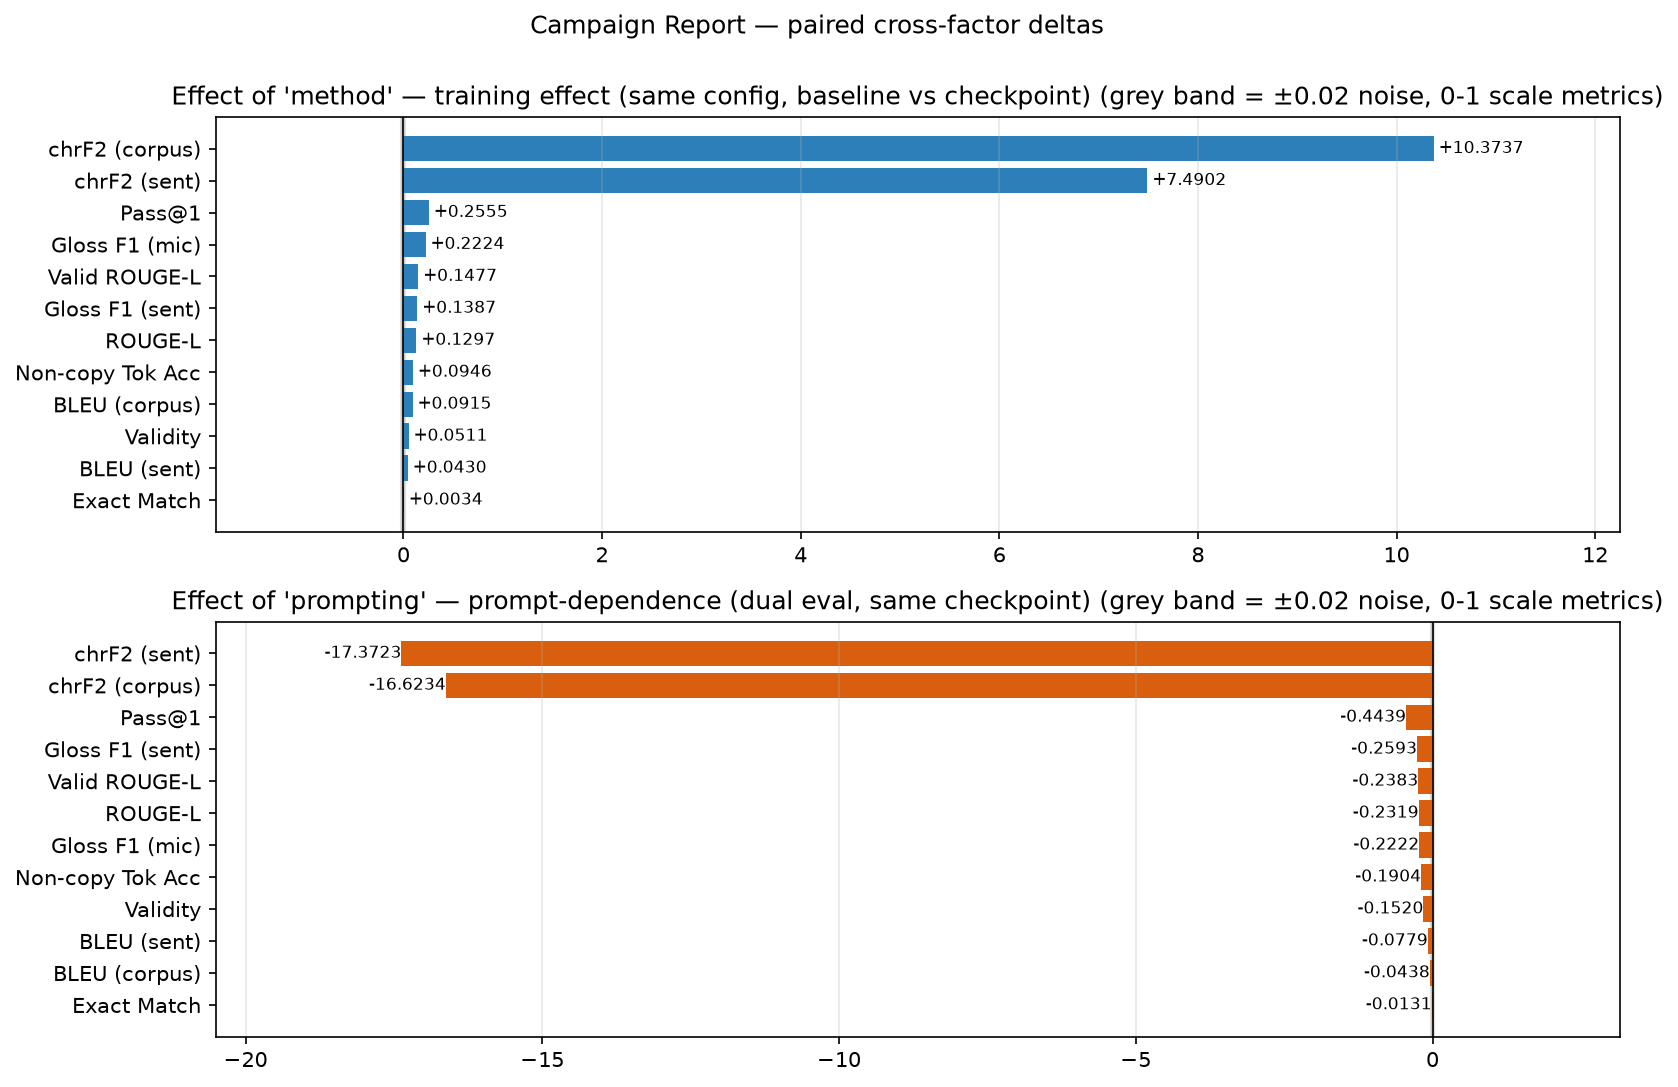 Campaign Report — paired cross-factor deltas
Effect of 'method' — training effect (same config, baseline vs checkpoint) (grey band = ±0.02 noise, 0-1 scale metrics)
chrF2 (corpus) +10.3737
chrF2 (sent) +7.4902
Pass@1 +0.2555
Gloss F1 (mic) +0.2224
Valid ROUGE-L +0.1477
Gloss F1 (sent) +0.1387
ROUGE-L +0.1297
Non-copy Tok Acc +0.0946
BLEU (corpus) +0.0915
Validity +0.0511
BLEU (sent) +0.0430
Exact Match +0.0034
0 2 4 6 8 10 12
Effect of 'prompting' — prompt-dependence (dual eval, same checkpoint) (grey band = ±0.02 noise, 0-1 scale metrics)
chrF2 (sent) -17.3723
chrF2 (corpus) -16.6234
Pass@1 -0.4439
Gloss F1 (sent) -0.2593
Valid ROUGE-L -0.2383
ROUGE-L -0.2319
Gloss F1 (mic) -0.2222
Non-copy Tok Acc -0.1904
Validity -0.1520
BLEU (sent) -0.0779
BLEU (corpus) -0.0438
Exact Match -0.0131
−20 −15 −10 −5 0